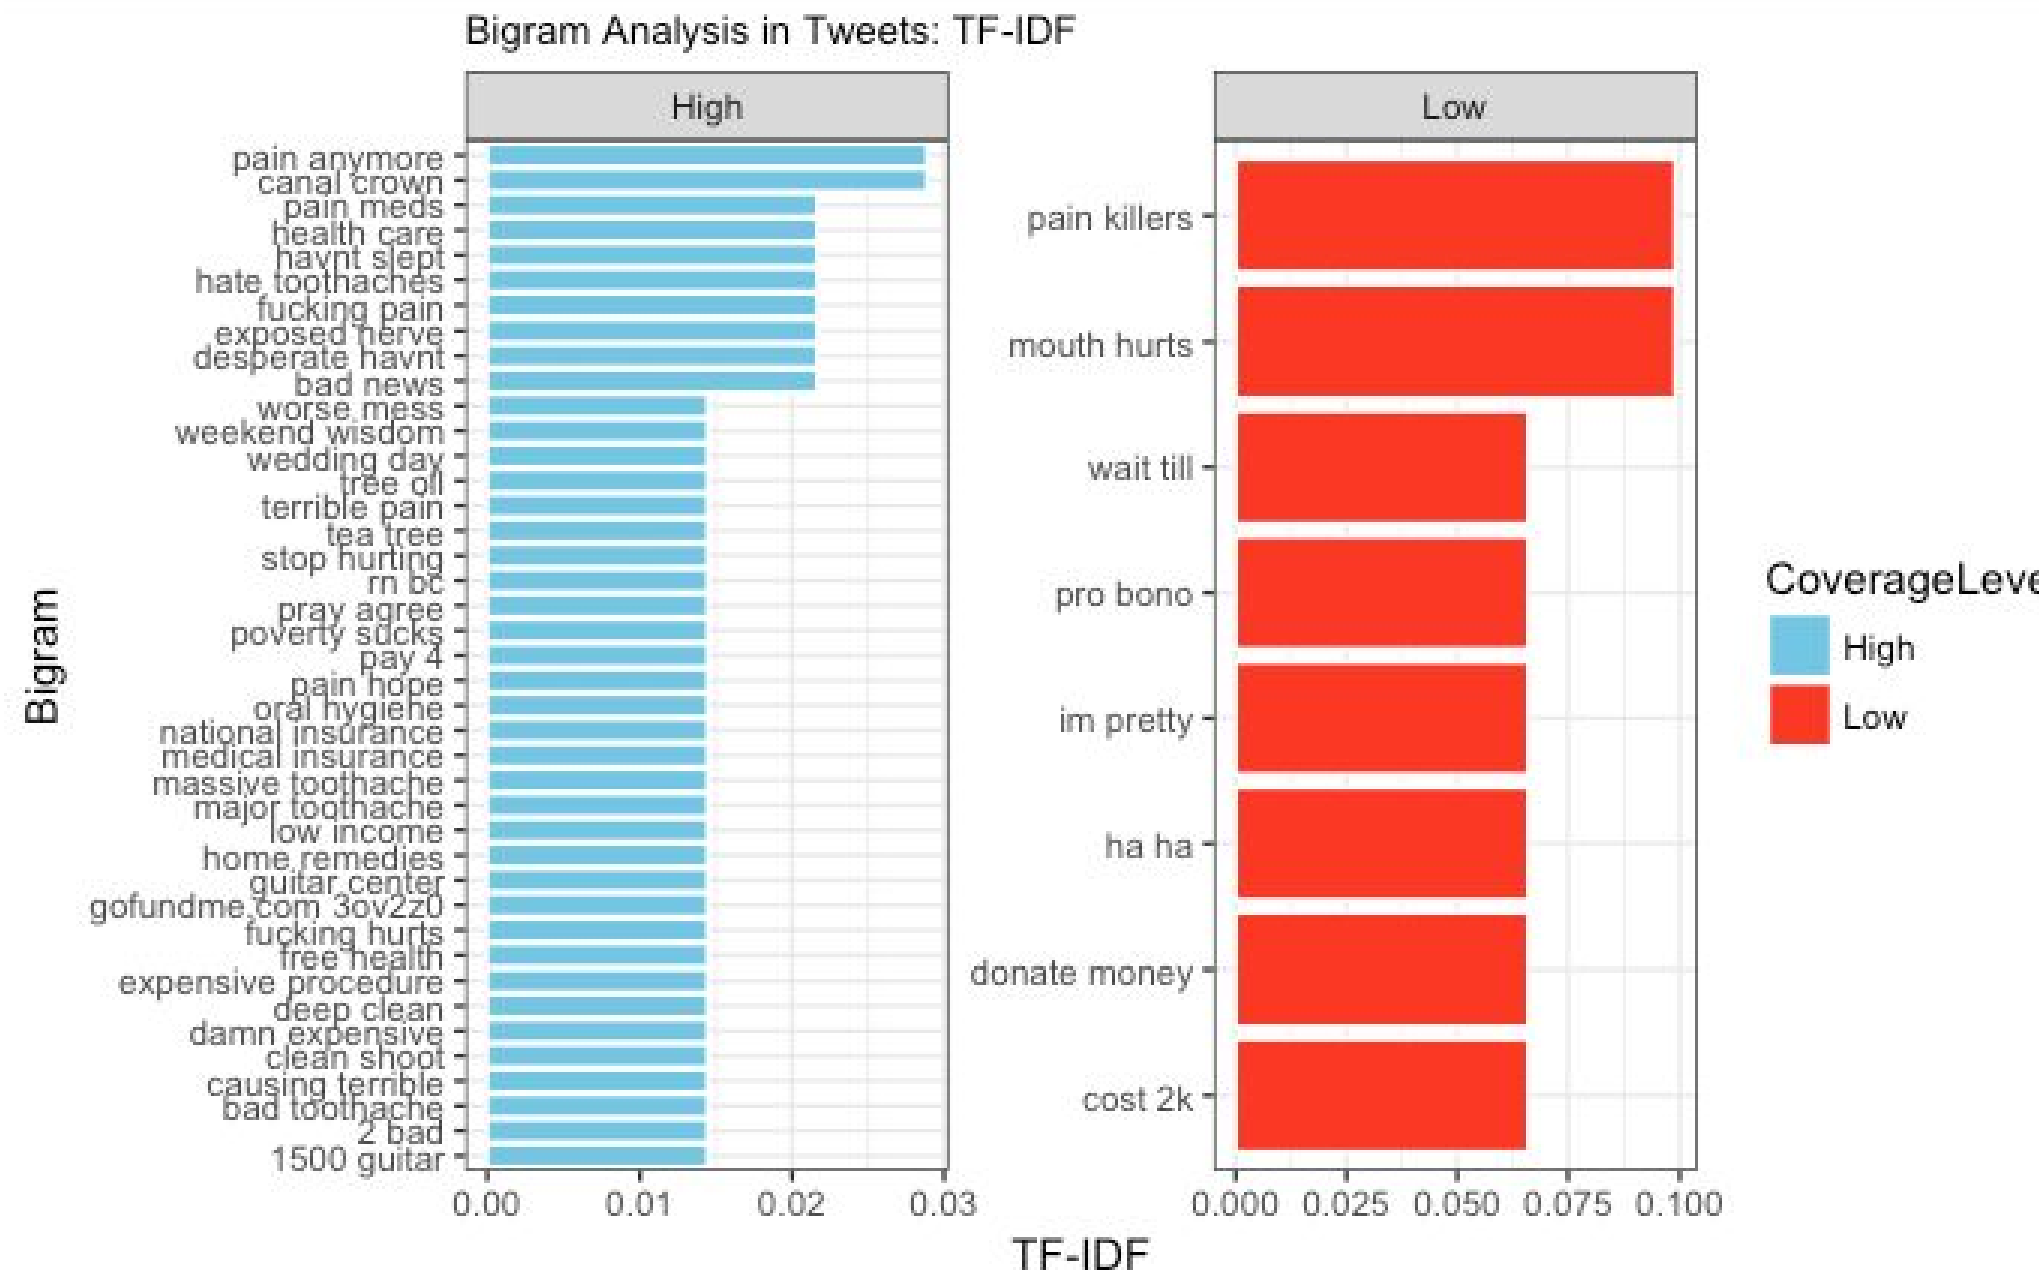 Bigram Analysis in Tweets: TF-IDF
High
Low
Bigram
pain anymore
canal crown
pain meds
health care
havnt slept
hate toothaches
fucking pain
exposed nerve
desperate havnt
bad news
worse mess
weekend wisdom
wedding day
tree oil
terrible pain
tea tree
stop hurting
rn bc
pray agree
poverty sucks
pay 4
pain hope
oral hygiene
national insurance
medical insurance
massive toothache
major toothache
low income
home remedies
guitar center
gofundme.com 3ov2z0
fucking hurts
free health
expensive procedure
deep clean
damn expensive
clean shoot
causing terrible
bad toothache
2 bad
1500 guitar
0.00 0.01 0.02 0.03
pain killers
mouth hurts
wait till
pro bono
im pretty
ha ha
donate money
cost 2k
0.000 0.025 0.050 0.075 0.100
TF-IDF
CoverageLeve
High
Low